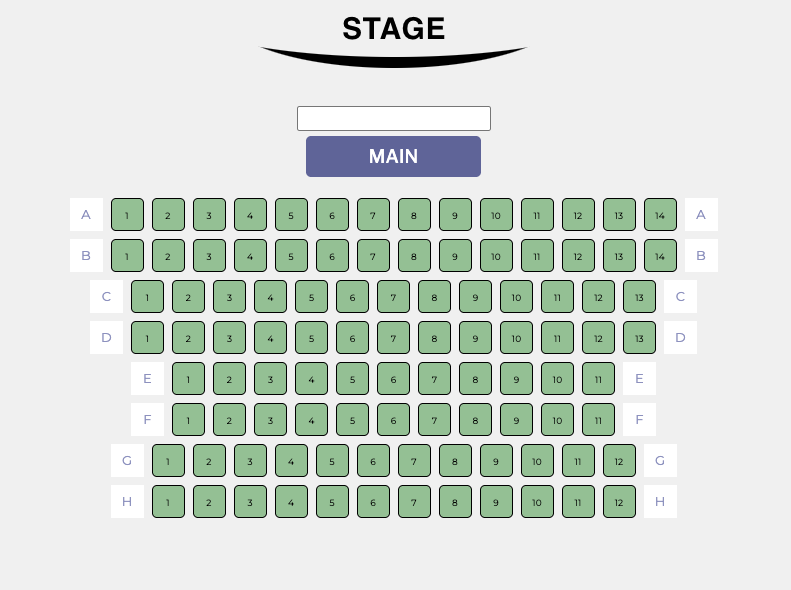 STAGE
MAIN
A 1 2 3 4 5 6 7 8 9 10 11 12 13 14 A
B 1 2 3 4 5 6 7 8 9 10 11 12 13 14 B
C 1 2 3 4 5 6 7 8 9 10 11 12 13 C
D 1 2 3 4 5 6 7 8 9 10 11 12 13 D
E 1 2 3 4 5 6 7 8 9 10 11 E
F 1 2 3 4 5 6 7 8 9 10 11 F
G 1 2 3 4 5 6 7 8 9 10 11 12 G
H 1 2 3 4 5 6 7 8 9 10 11 12 H